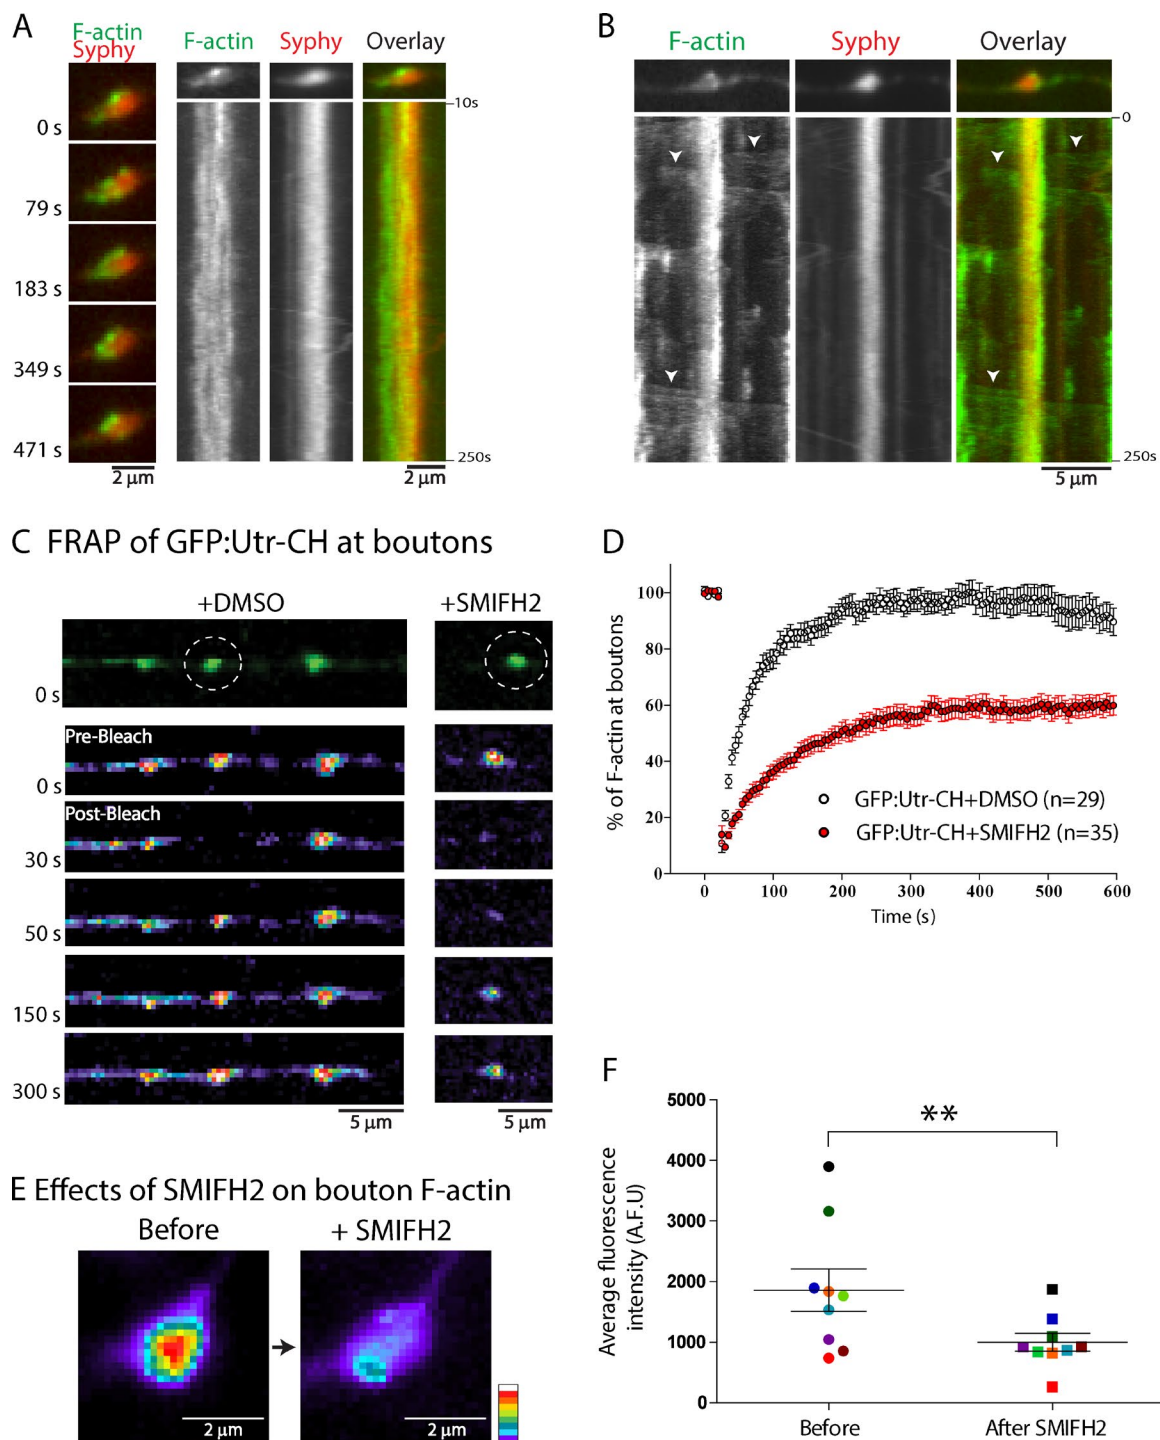 A
F-actin
Syphy
F-actin
Syphy
Overlay
0 s
79 s
183 s
349 s
471 s
10s
250s
2 µm
2 µm
B
F-actin
Syphy
Overlay
0
250s
5 µm
C FRAP of GFP:Utr-CH at boutons
+DMSO
+SMIFH2
0 s
Pre-Bleach
0 s
Post-Bleach
30 s
50 s
150 s
300 s
5 µm
5 µm
D
% of F-actin at boutons
100
80
60
40
20
0
GFP:Utr-CH+DMSO (n=29)
GFP:Utr-CH+SMIFH2 (n=35)
0 100 200 300 400 500 600
Time (s)
E Effects of SMIFH2 on bouton F-actin
Before
+ SMIFH2
2 µm
2 µm
F
Average fluorescence
intensity (A.F.U)
5000
4000
3000
2000
1000
0
**
Before
After SMIFH2